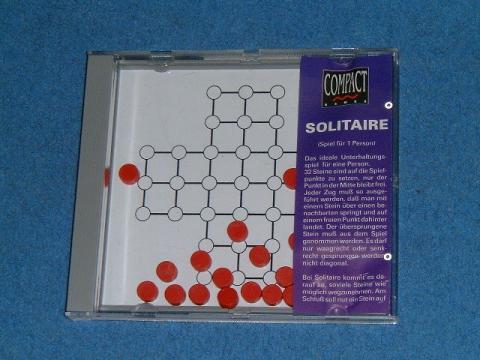 COMPACT
GAMES
SOLITAIRE
(Spiel für 1 Person)
Das ideale Unterhaltungs-
spiel für eine Person.
32 Steine sind auf die Spiel-
punkte zu setzen, nur der
Punkt in der Mitte bleibt frei.
Jeder Zug muß so ausge-
führt werden, daß man mit
einem Stein über einen be-
nachbarten springt und auf
einem freien Punkt dahinter
landet. Der übersprungene
Stein muß aus dem Spiel
genommen werden. Es darf
nur waagrecht oder senk-
recht gesprungen werden
nicht diagonal.
Bei Solitaire kommt es da-
rauf an, soviele Steine wie
möglich wegzunehmen. Am
Schluß soll nur ein Stein auf